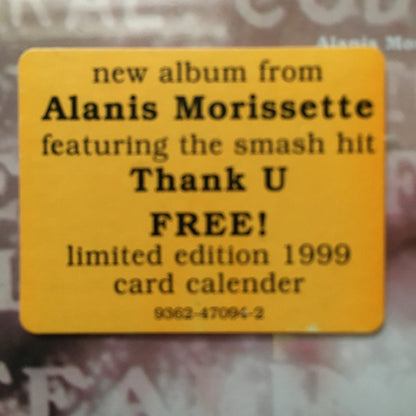 Alanis Mo
new album from
Alanis Morissette
featuring the smash hit
Thank U
FREE!
limited edition 1999
card calender
9362-47094-2